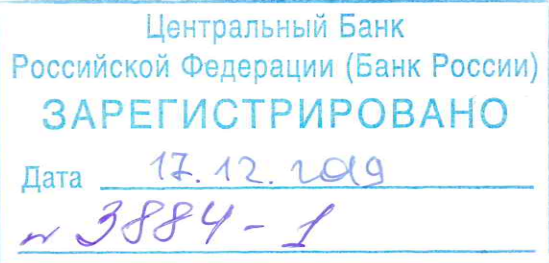 Центральный Банк
Российской Федерации (Банк России)
ЗАРЕГИСТРИРОВАНО
Дата 17.12.2019
№ 3884-1